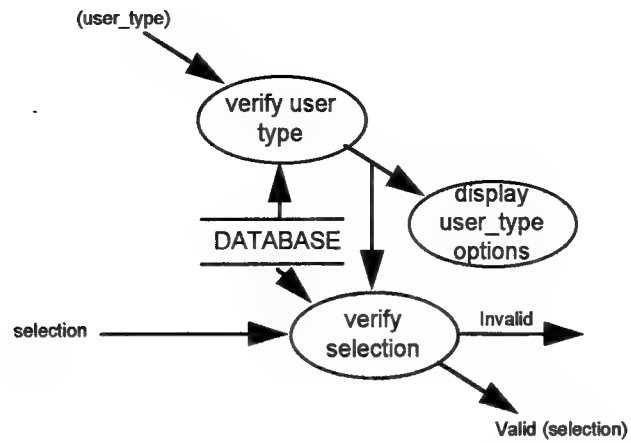 (user_type)
verify user
type
display
user_type
options
DATABASE
selection
verify
selection
Invalid
Valid (selection)